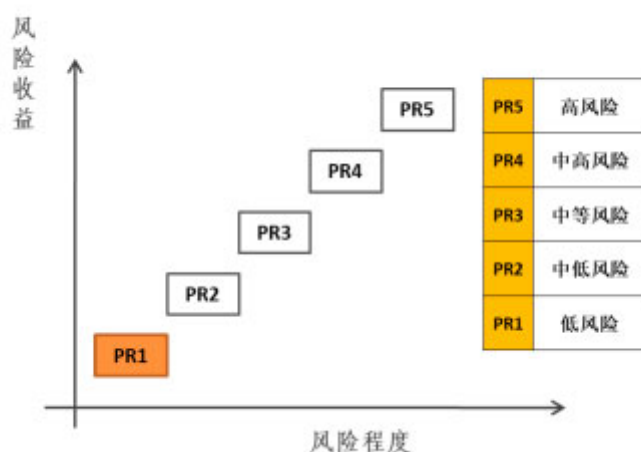 风险收益
PR5
PR4
PR3
PR2
PR1
风险程度
PR5 高风险
PR4 中高风险
PR3 中等风险
PR2 中低风险
PR1 低风险